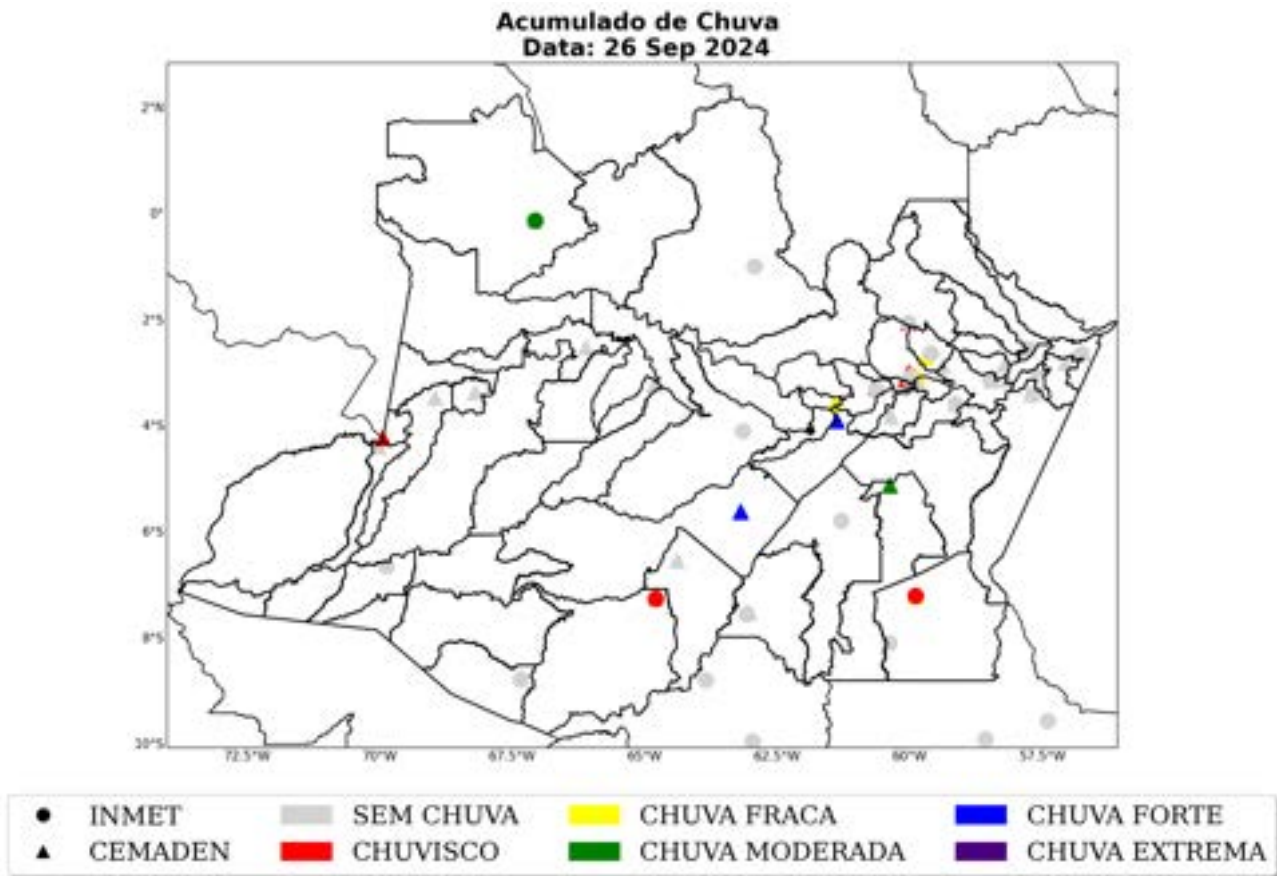 Acumulado de Chuva
Data: 26 Sep 2024
2°N
0°
2°S
4°S
6°S
8°S
10°S
72.5°W 70°W 67.5°W 65°W 62.5°W 60°W 57.5°W
INMET SEM CHUVA CHUVA FRACA CHUVA FORTE
CEMADEN CHUVISCO CHUVA MODERADA CHUVA EXTREMA